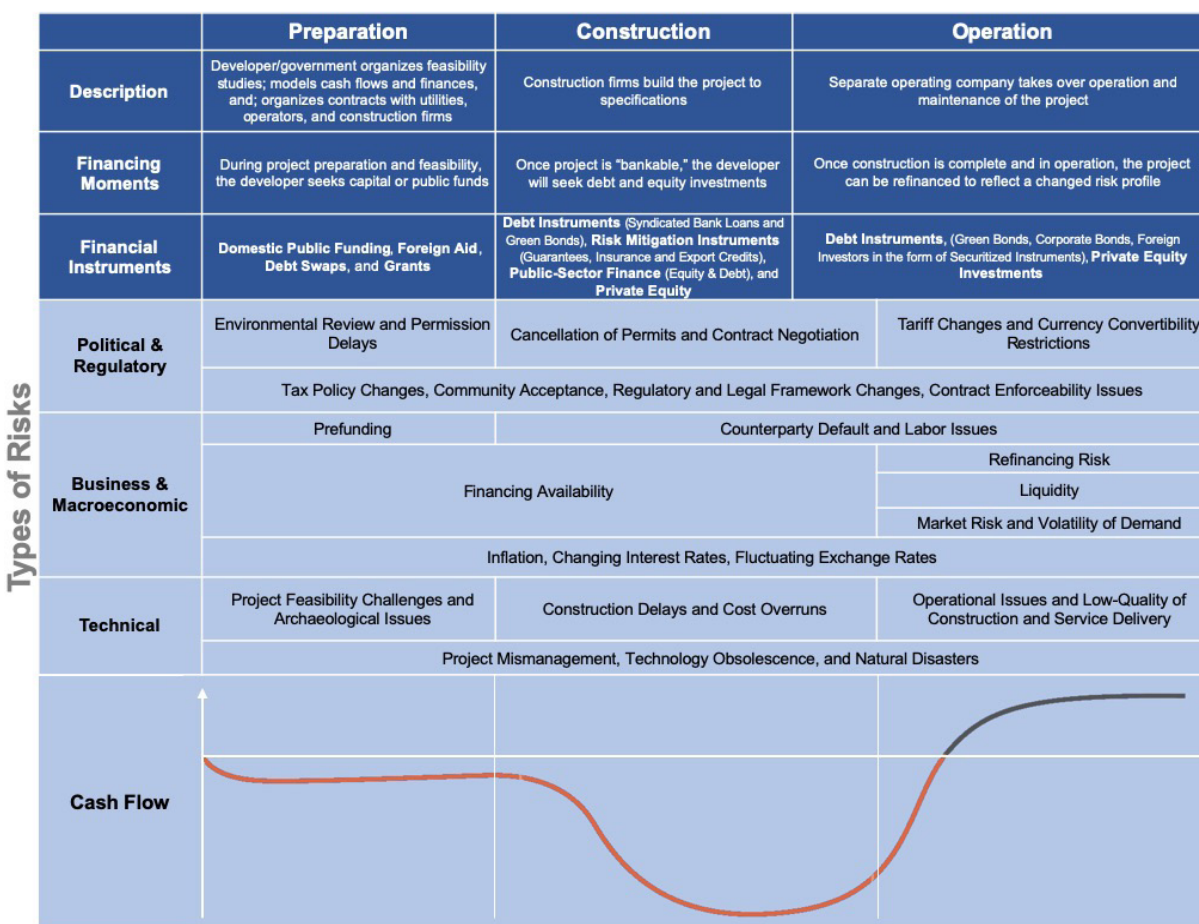 Preparation
Construction
Operation
Description
Developer/government organizes feasibility
studies; models cash flows and finances,
and; organizes contracts with utilities,
operators, and construction firms
Construction firms build the project to
specifications
Separate operating company takes over operation and
maintenance of the project
Financing
Moments
During project preparation and feasibility,
the developer seeks capital or public funds
Once project is “bankable,” the developer
will seek debt and equity investments
Once construction is complete and in operation, the project
can be refinanced to reflect a changed risk profile
Financial
Instruments
Domestic Public Funding, Foreign Aid,
Debt Swaps, and Grants
Debt Instruments (Syndicated Bank Loans and
Green Bonds), Risk Mitigation Instruments
(Guarantees, Insurance and Export Credits),
Public-Sector Finance (Equity & Debt), and
Private Equity
Debt Instruments, (Green Bonds, Corporate Bonds, Foreign
Investors in the form of Securitized Instruments), Private Equity
Investments
Types of Risks
Political &
Regulatory
Environmental Review and Permission
Delays
Cancellation of Permits and Contract Negotiation
Tariff Changes and Currency Convertibility
Restrictions
Tax Policy Changes, Community Acceptance, Regulatory and Legal Framework Changes, Contract Enforceability Issues
Business &
Macroeconomic
Prefunding
Counterparty Default and Labor Issues
Financing Availability
Refinancing Risk
Liquidity
Market Risk and Volatility of Demand
Inflation, Changing Interest Rates, Fluctuating Exchange Rates
Technical
Project Feasibility Challenges and
Archaeological Issues
Construction Delays and Cost Overruns
Operational Issues and Low-Quality of
Construction and Service Delivery
Project Mismanagement, Technology Obsolescence, and Natural Disasters
Cash Flow